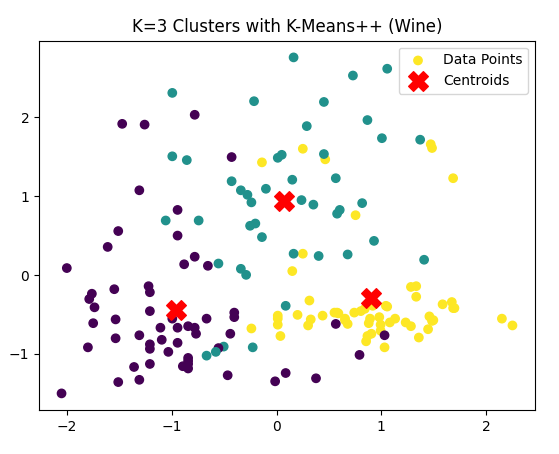 K=3 Clusters with K-Means++ (Wine)
Data Points
Centroids
2
1
0
−1
−2 −1 0 1 2